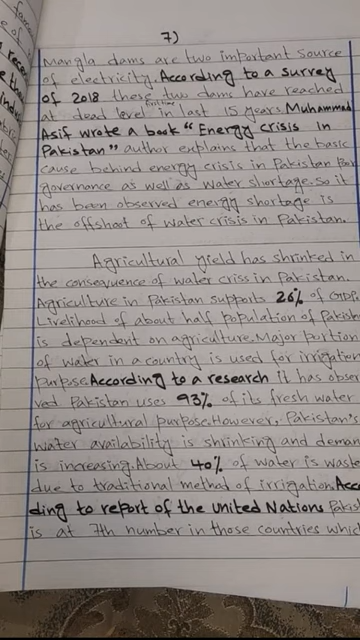 7)
Mangla dams are two important source
of electricity. According to a surrey
of 2018 these two dams have reached
at dead level in last 15 years. Muhammad
Asif wrote a book "Energy crisis in
Pakistan" author explains that the basic
cause behind energy crisis in Pakistan
governance as well as water shortage. So it
has been observed energy shortage is
the offshoot of water crisis in Pakistan.
Agricultural yield has shrinked in
the consequence of water criss in Pakistan.
Agriculture in Pakistan supports 26% of GNDP.
Livelihood of about half population of Pakist
is dependent on agriculture. Major portion
of water in a country is used for irrigation
purpose. According to a research it has obser
ved Pakistan uses 93% of its fresh water
for agricultural purpose. However, Pakistan's
water availability is shrinking and deman
is increasing. About 40% of water is waste
due to traditional method of irrigation. Acco
ding to report of the United Nations Pakist
is at 7th number in those countries which